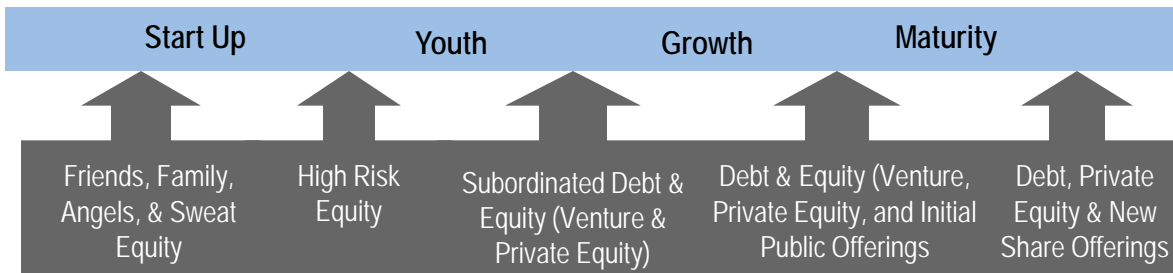 Start Up
Youth
Growth
Maturity
Friends, Family,
Angels, & Sweat
Equity
High Risk
Equity
Subordinated Debt &
Equity (Venture &
Private Equity)
Debt & Equity (Venture,
Private Equity, and Initial
Public Offerings
Debt, Private
Equity & New
Share Offerings